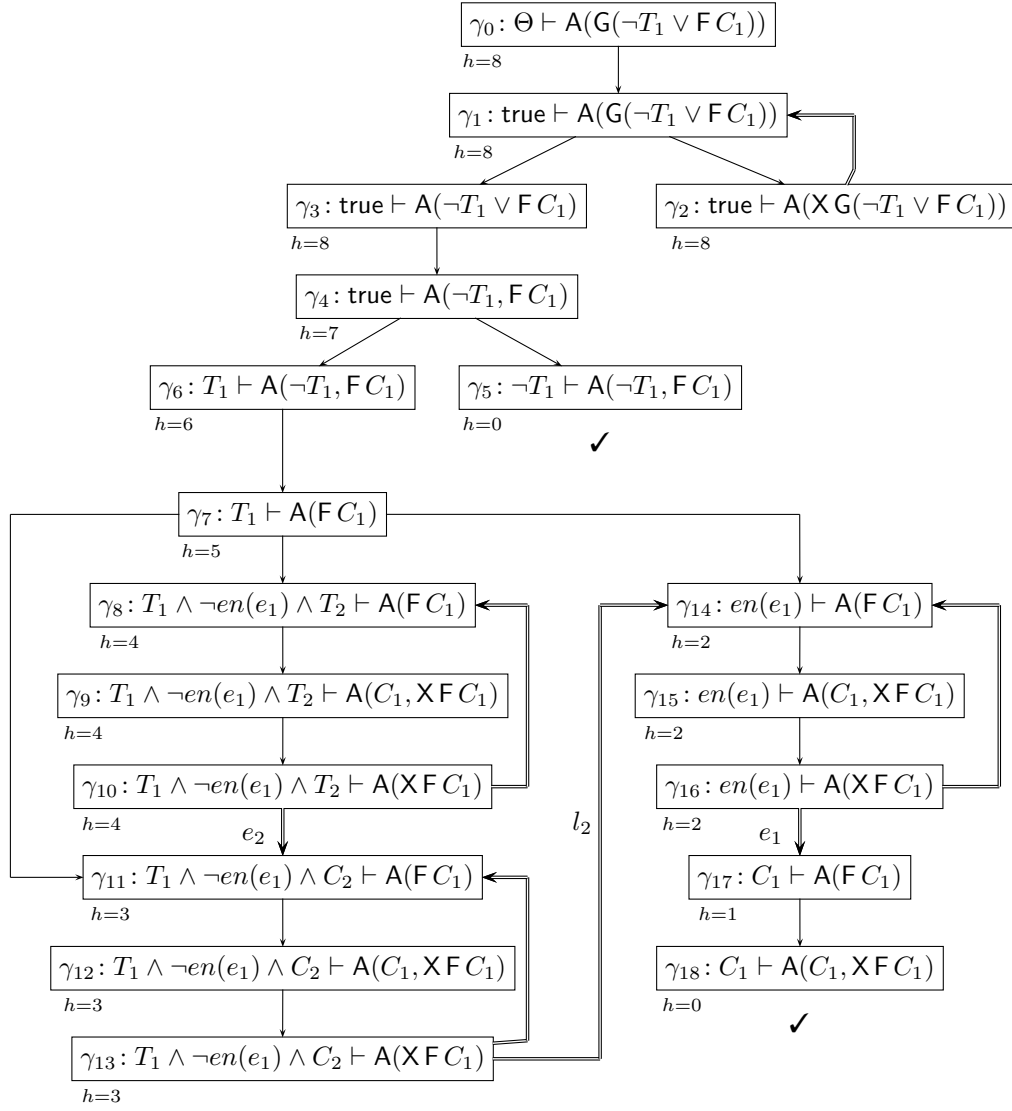 γ₀: Θ ⊢ A(G(¬T₁ ∨ F C₁))
h=8
γ₁: true ⊢ A(G(¬T₁ ∨ F C₁))
h=8
γ₃: true ⊢ A(¬T₁ ∨ F C₁)
h=8
γ₂: true ⊢ A(X G(¬T₁ ∨ F C₁))
h=8
γ₄: true ⊢ A(¬T₁, F C₁)
h=7
γ₆: T₁ ⊢ A(¬T₁, F C₁)
h=6
γ₅: ¬T₁ ⊢ A(¬T₁, F C₁)
h=0
✓
γ₇: T₁ ⊢ A(F C₁)
h=5
γ₈: T₁ ∧ ¬en(e₁) ∧ T₂ ⊢ A(F C₁)
h=4
γ₁₄: en(e₁) ⊢ A(F C₁)
h=2
γ₉: T₁ ∧ ¬en(e₁) ∧ T₂ ⊢ A(C₁, X F C₁)
h=4
γ₁₅: en(e₁) ⊢ A(C₁, X F C₁)
h=2
γ₁₀: T₁ ∧ ¬en(e₁) ∧ T₂ ⊢ A(X F C₁)
h=4
γ₁₆: en(e₁) ⊢ A(X F C₁)
h=2
e₂
l₂
e₁
γ₁₁: T₁ ∧ ¬en(e₁) ∧ C₂ ⊢ A(F C₁)
h=3
γ₁₇: C₁ ⊢ A(F C₁)
h=1
γ₁₂: T₁ ∧ ¬en(e₁) ∧ C₂ ⊢ A(C₁, X F C₁)
h=3
γ₁₈: C₁ ⊢ A(C₁, X F C₁)
h=0
✓
γ₁₃: T₁ ∧ ¬en(e₁) ∧ C₂ ⊢ A(X F C₁)
h=3